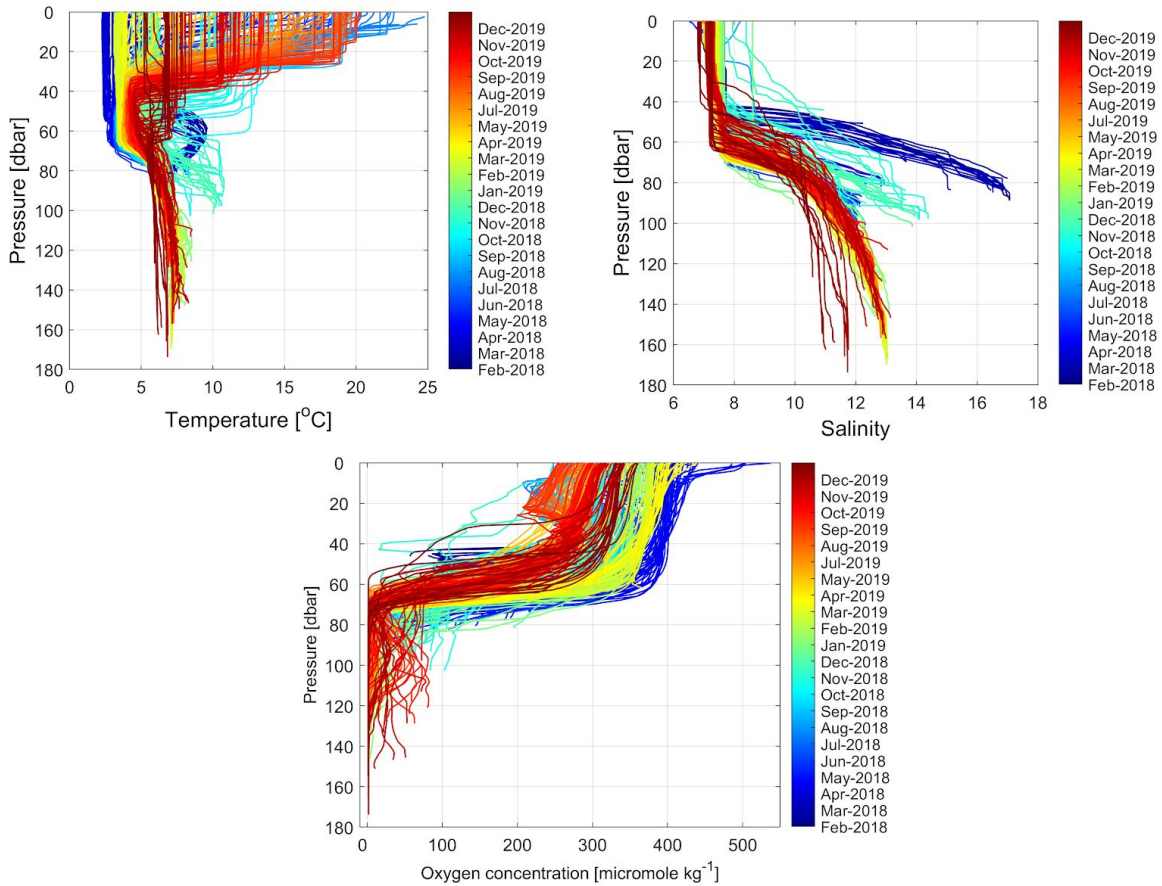 0
20
40
60
80
100
120
140
160
180
Pressure [dbar]
0 5 10 15 20 25
Temperature [°C]
Dec-2019
Nov-2019
Oct-2019
Sep-2019
Aug-2019
Jul-2019
May-2019
Apr-2019
Mar-2019
Feb-2019
Jan-2019
Dec-2018
Nov-2018
Oct-2018
Sep-2018
Aug-2018
Jul-2018
Jun-2018
May-2018
Apr-2018
Mar-2018
Feb-2018
0
20
40
60
80
100
120
140
160
180
Pressure [dbar]
6 8 10 12 14 16 18
Salinity
Dec-2019
Nov-2019
Oct-2019
Sep-2019
Aug-2019
Jul-2019
May-2019
Apr-2019
Mar-2019
Feb-2019
Jan-2019
Dec-2018
Nov-2018
Oct-2018
Sep-2018
Aug-2018
Jul-2018
Jun-2018
May-2018
Apr-2018
Mar-2018
Feb-2018
0
20
40
60
80
100
120
140
160
180
Pressure [dbar]
0 100 200 300 400 500
Oxygen concentration [micromole kg⁻¹]
Dec-2019
Nov-2019
Oct-2019
Sep-2019
Aug-2019
Jul-2019
May-2019
Apr-2019
Mar-2019
Feb-2019
Jan-2019
Dec-2018
Nov-2018
Oct-2018
Sep-2018
Aug-2018
Jul-2018
Jun-2018
May-2018
Apr-2018
Mar-2018
Feb-2018